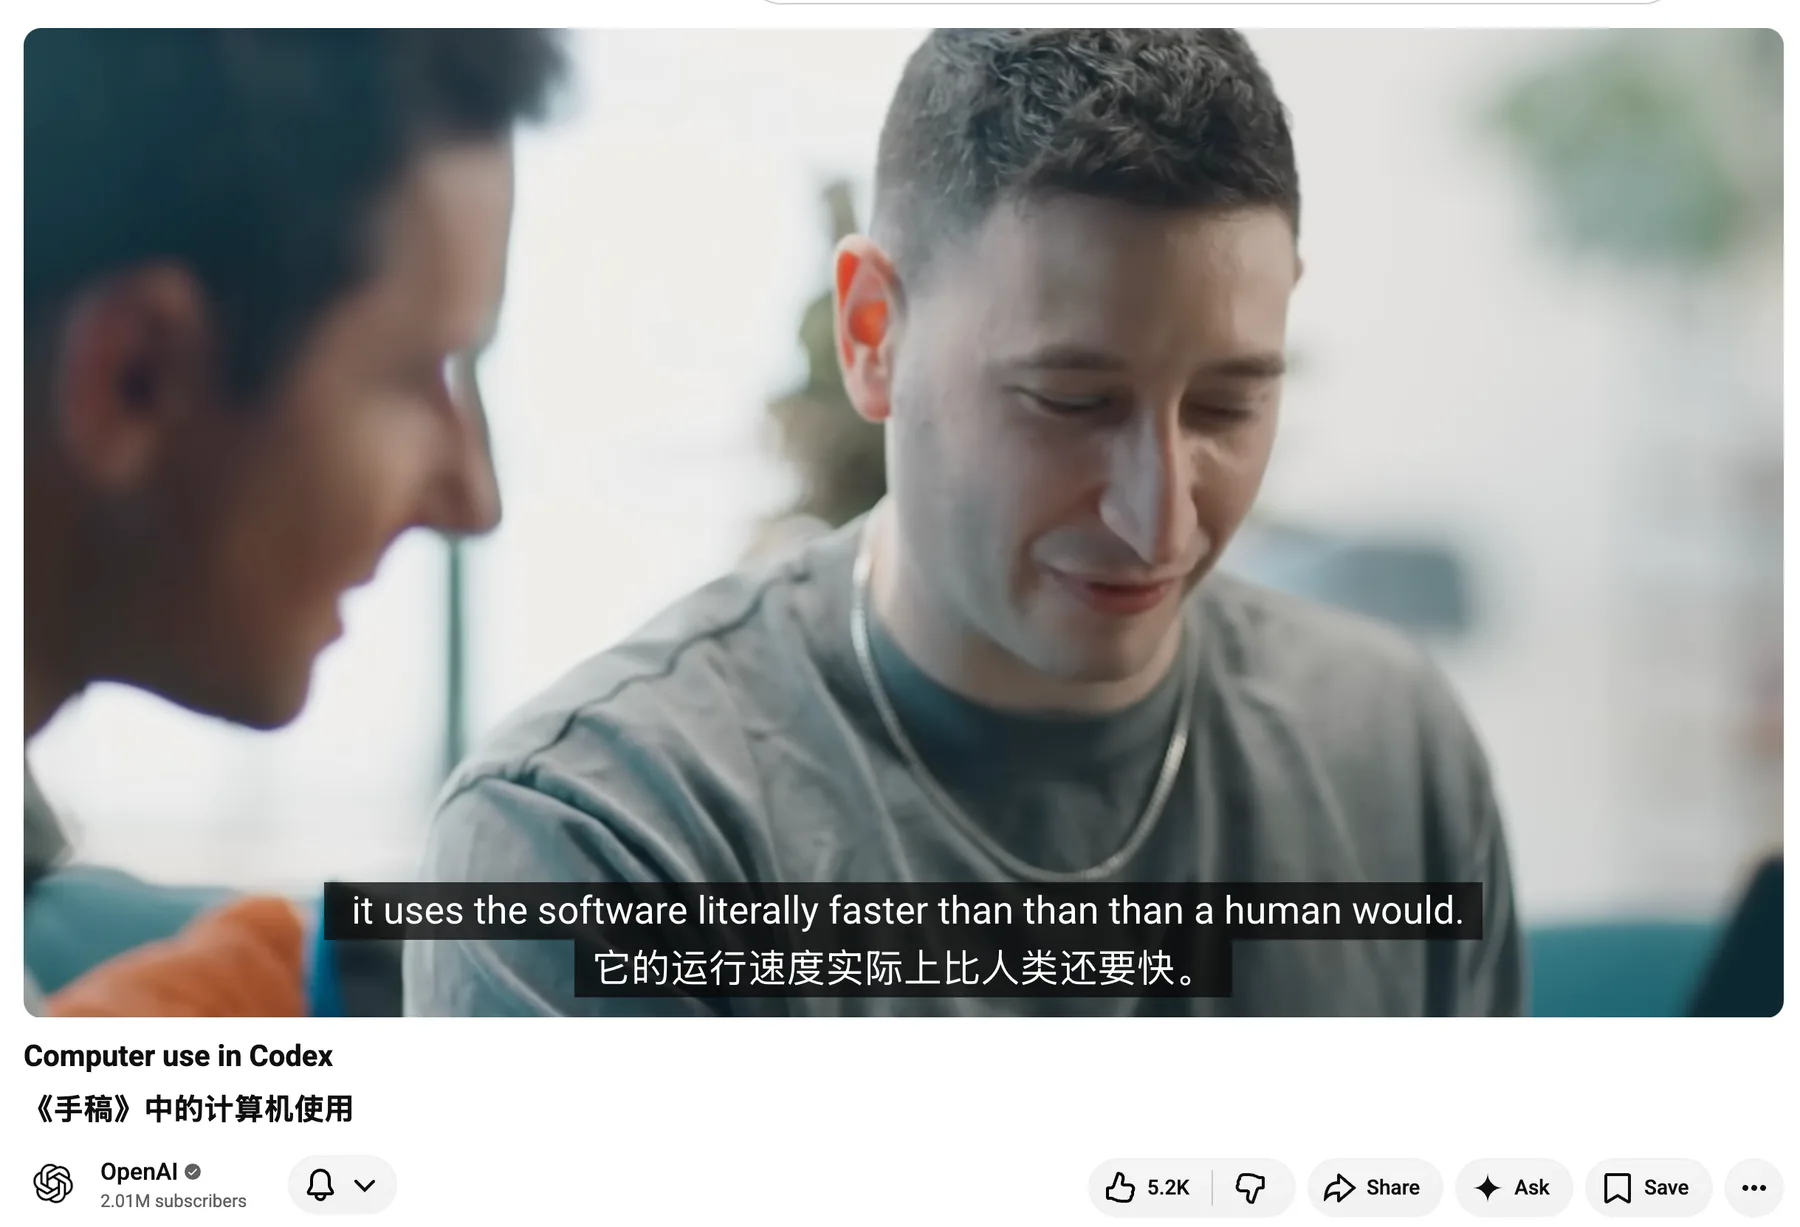 it uses the software literally faster than than than a human would.
它的运行速度实际上比人类还要快。
Computer use in Codex
《手稿》中的计算机使用
OpenAI
2.01M subscribers
5.2K
Share
Ask
Save